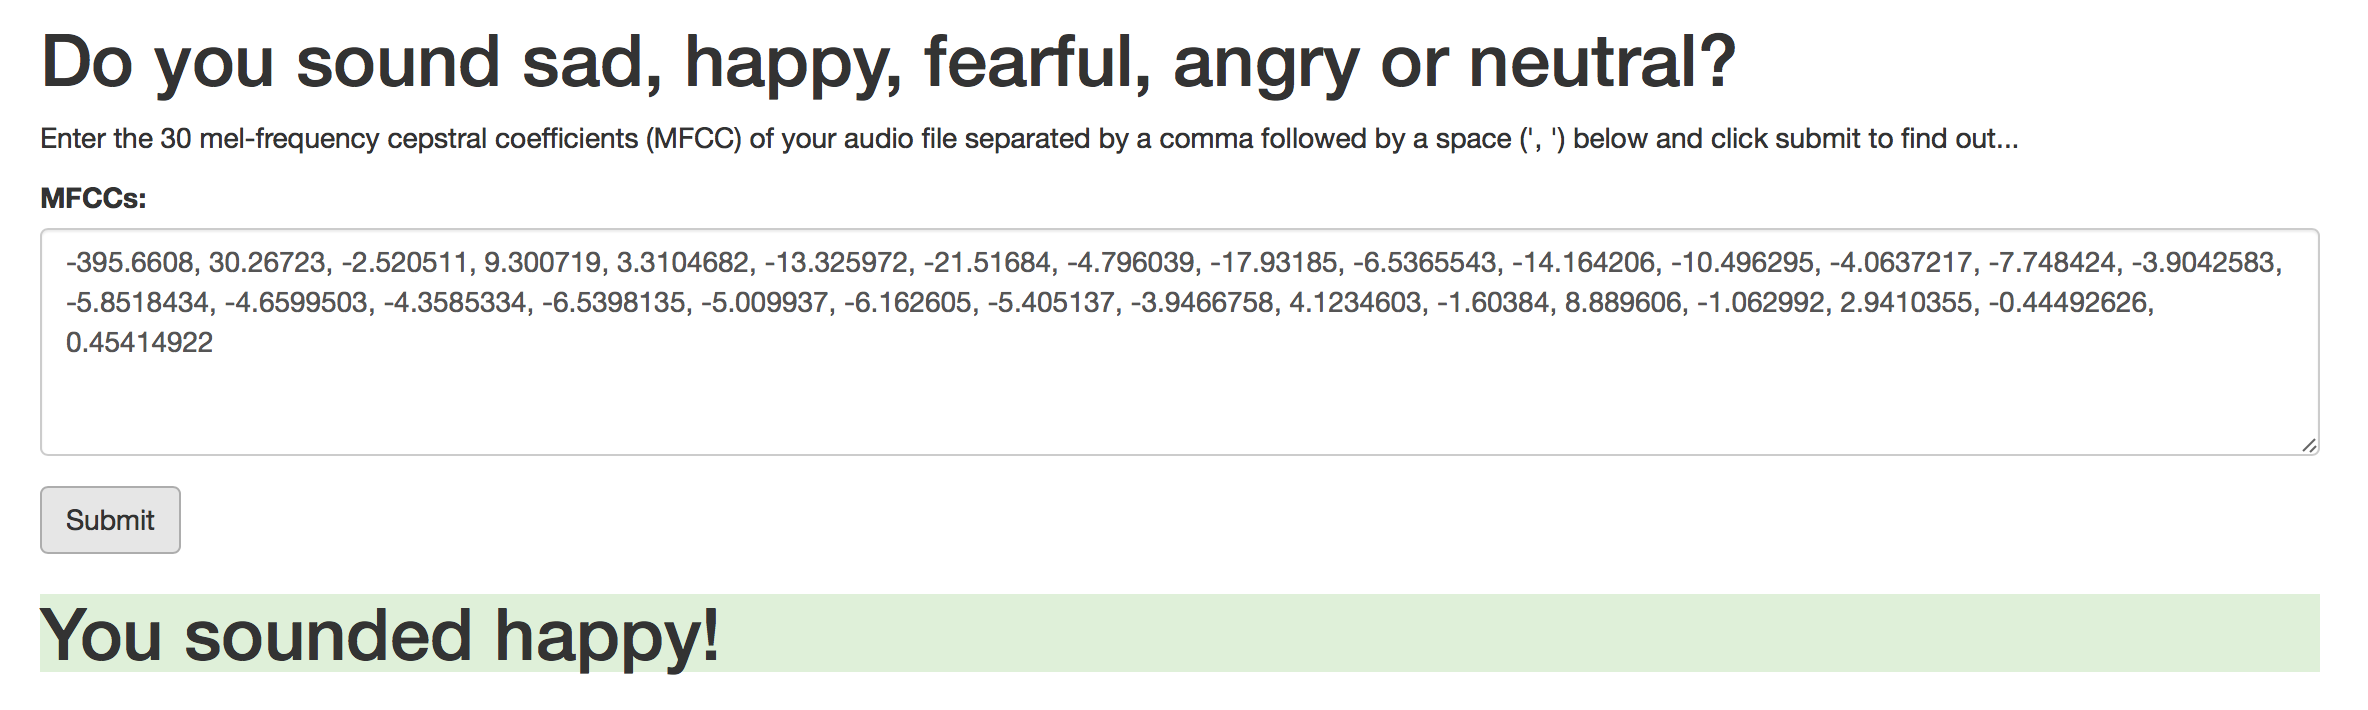 Do you sound sad, happy, fearful, angry or neutral?
Enter the 30 mel-frequency cepstral coefficients (MFCC) of your audio file separated by a comma followed by a space (', ') below and click submit to find out...
MFCCs:
-395.6608, 30.26723, -2.520511, 9.300719, 3.3104682, -13.325972, -21.51684, -4.796039, -17.93185, -6.5365543, -14.164206, -10.496295, -4.0637217, -7.748424, -3.9042583,
-5.8518434, -4.6599503, -4.3585334, -6.5398135, -5.009937, -6.162605, -5.405137, -3.9466758, 4.1234603, -1.60384, 8.889606, -1.062992, 2.9410355, -0.44492626,
0.45414922
Submit
You sounded happy!